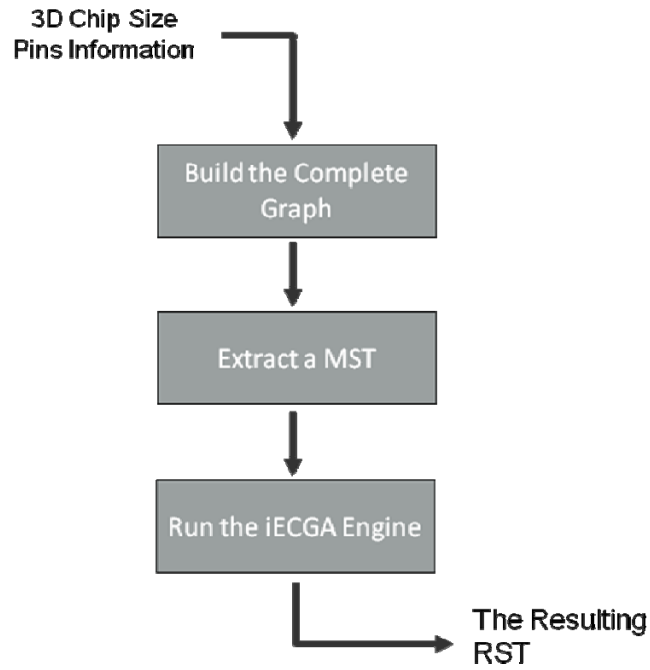 3D Chip Size
Pins Information
Build the Complete
Graph
Extract a MST
Run the iECGA Engine
The Resulting
RST